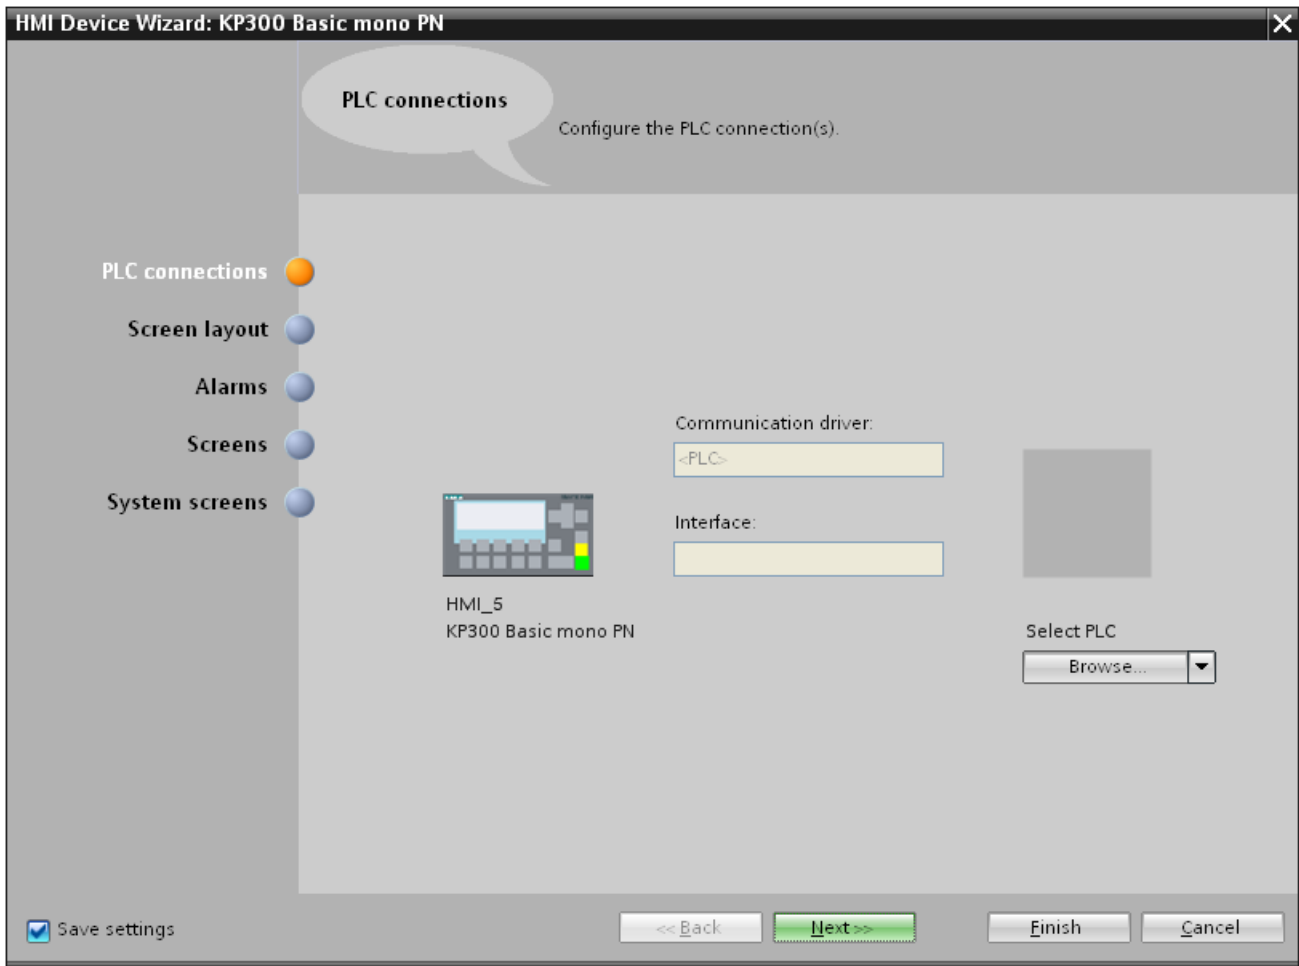 HMI Device Wizard: KP300 Basic mono PN
PLC connections
Configure the PLC connection(s).
PLC connections
Screen layout
Alarms
Screens
System screens
Communication driver:
<PLC>
Interface:
HMI_5
KP300 Basic mono PN
Select PLC
Browse...
Save settings
<< Back
Next >>
Finish
Cancel